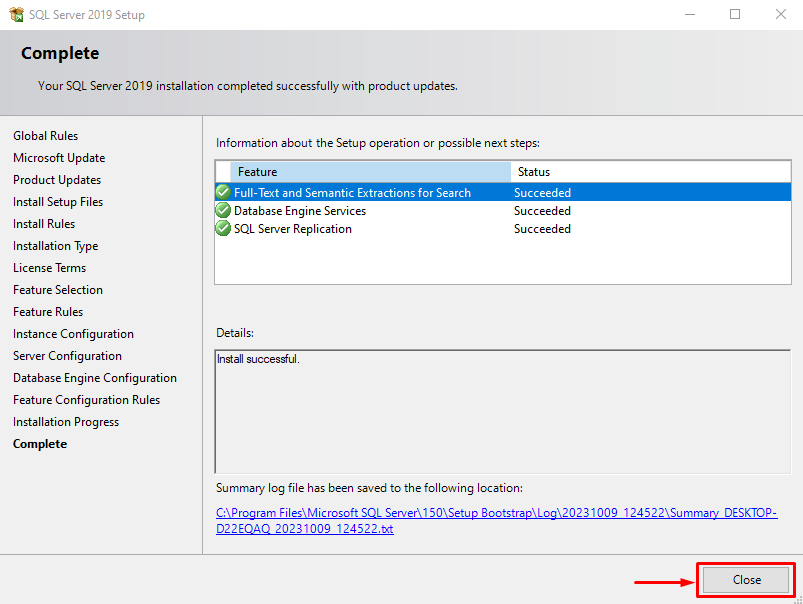 SQL Server 2019 Setup
Complete
Your SQL Server 2019 installation completed successfully with product updates.
Global Rules
Microsoft Update
Product Updates
Install Setup Files
Install Rules
Installation Type
License Terms
Feature Selection
Feature Rules
Instance Configuration
Server Configuration
Database Engine Configuration
Feature Configuration Rules
Installation Progress
Complete
Information about the Setup operation or possible next steps:
Feature Status
Full-Text and Semantic Extractions for Search Succeeded
Database Engine Services Succeeded
SQL Server Replication Succeeded
Details:
Install successful.
Summary log file has been saved to the following location:
C:\Program Files\Microsoft SQL Server\150\Setup Bootstrap\Log\20231009_124522\Summary_DESKTOP-
D22EQAQ_20231009_124522.txt
Close